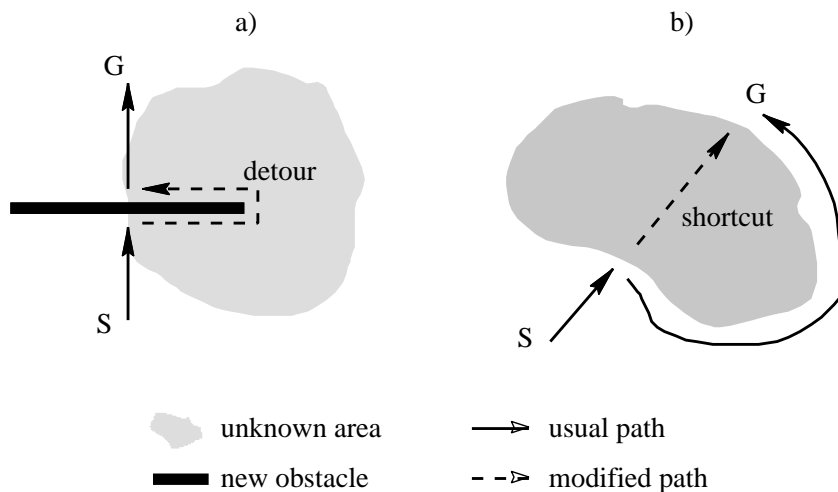 a)
b)
G
detour
S
G
shortcut
S
unknown area
usual path
new obstacle
modified path